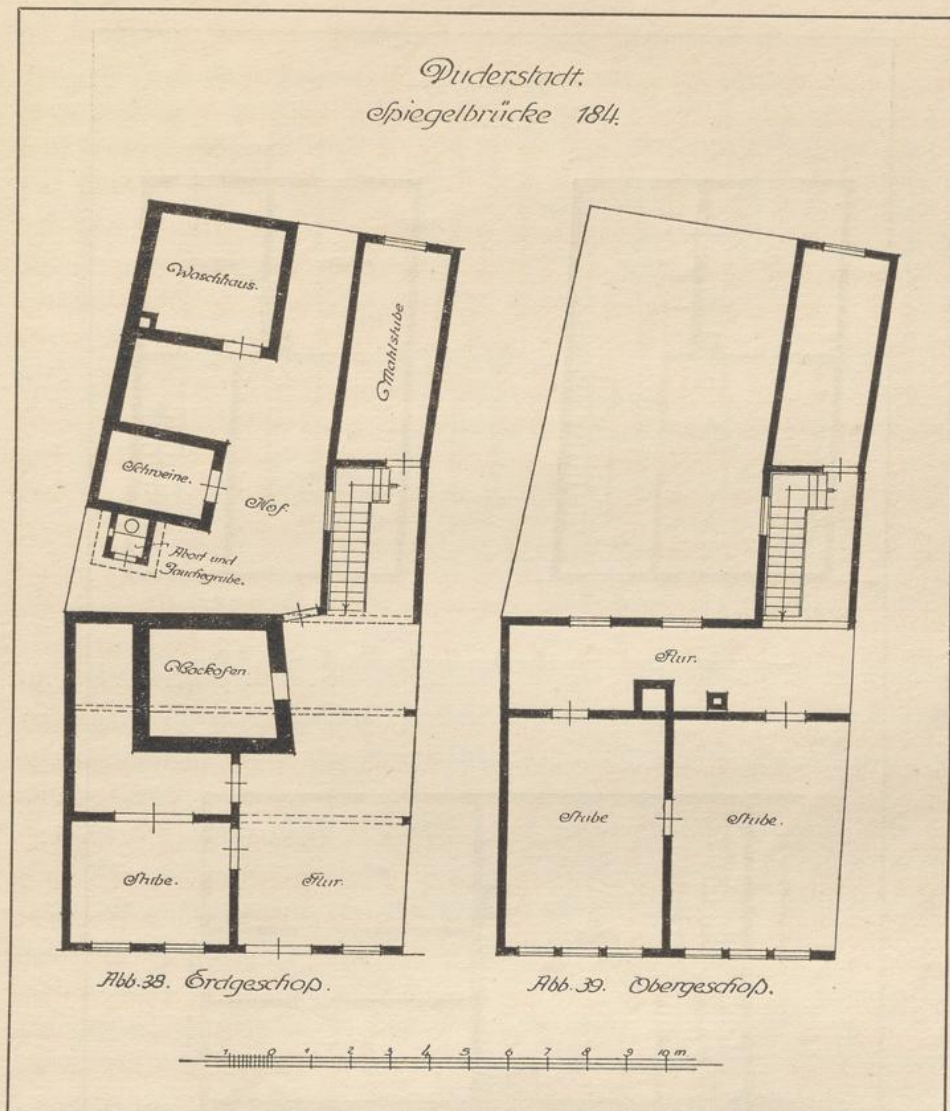 Duderstadt.
Spiegelbrücke 184.
Waschhaus.
Mahlstube
Schweine.
Hof.
Abort und
Jauchegrube.
Backofen
Stube.
Flur.
Flur.
Stube
Stube.
Abb. 38. Erdgeschoß.
Abb. 39. Obergeschoß.
1 0 1 2 3 4 5 6 7 8 9 10 m